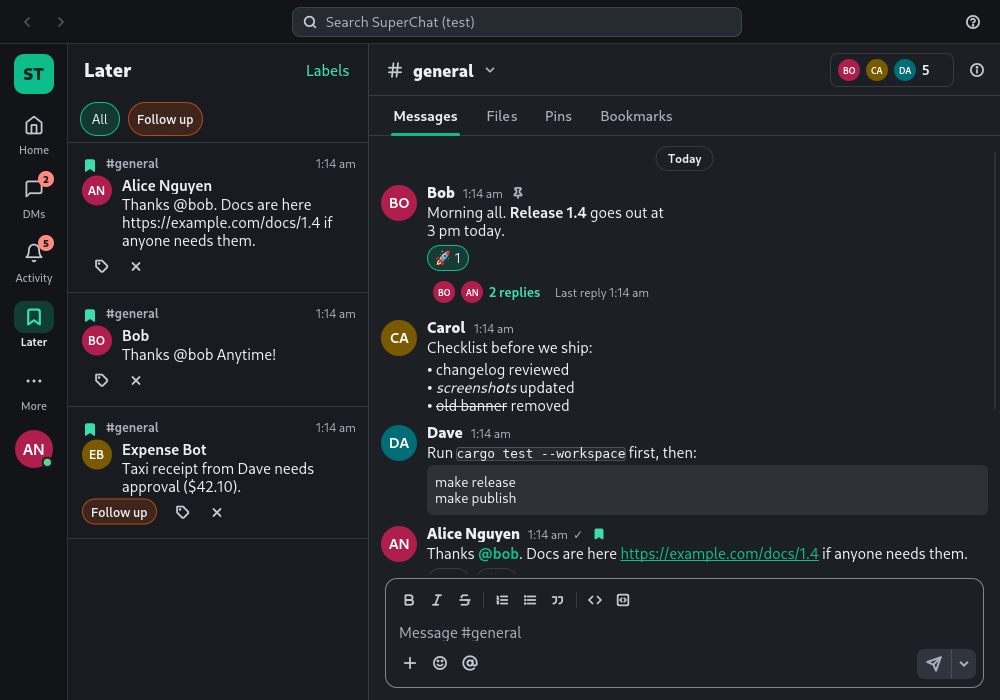 Search SuperChat (test)
ST
Home
2
DMs
5
Activity
Later
More
AN
Later
Labels
All
Follow up
#general
1:14 am
AN
Alice Nguyen
Thanks @bob. Docs are here
https://example.com/docs/1.4 if
anyone needs them.
#general
1:14 am
BO
Bob
Thanks @bob Anytime!
#general
1:14 am
EB
Expense Bot
Taxi receipt from Dave needs
approval ($42.10).
Follow up
# general
BO CA DA 5
Messages Files Pins Bookmarks
Today
BO
Bob 1:14 am
Morning all. Release 1.4 goes out at
3 pm today.
🚀 1
BO AN 2 replies Last reply 1:14 am
CA
Carol 1:14 am
Checklist before we ship:
• changelog reviewed
• screenshots updated
• old banner removed
DA
Dave 1:14 am
Run cargo test --workspace first, then:
make release
make publish
AN
Alice Nguyen 1:14 am ✓
Thanks @bob. Docs are here https://example.com/docs/1.4 if anyone needs them.
Message #general